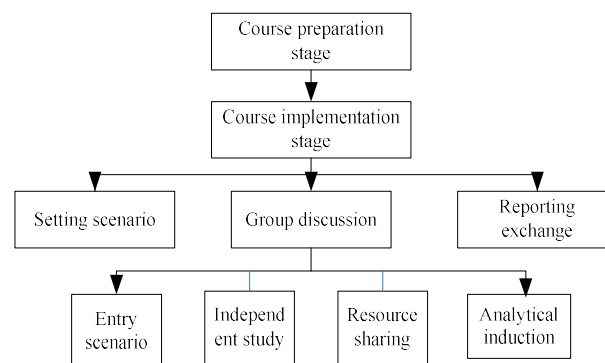 Course preparation
stage
Course implementation
stage
Setting scenario
Group discussion
Reporting
exchange
Entry
scenario
Independ
ent study
Resource
sharing
Analytical
induction